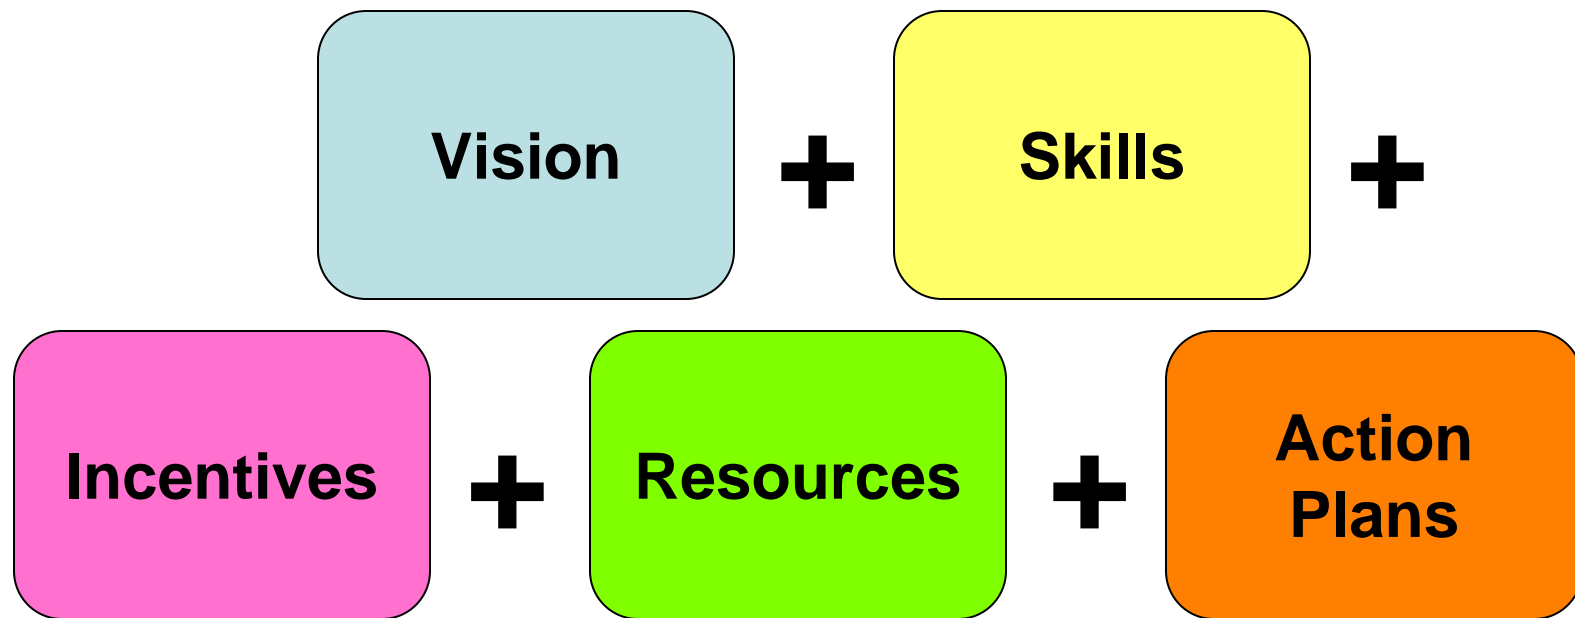 Vision + Skills +
Incentives + Resources + Action
Plans